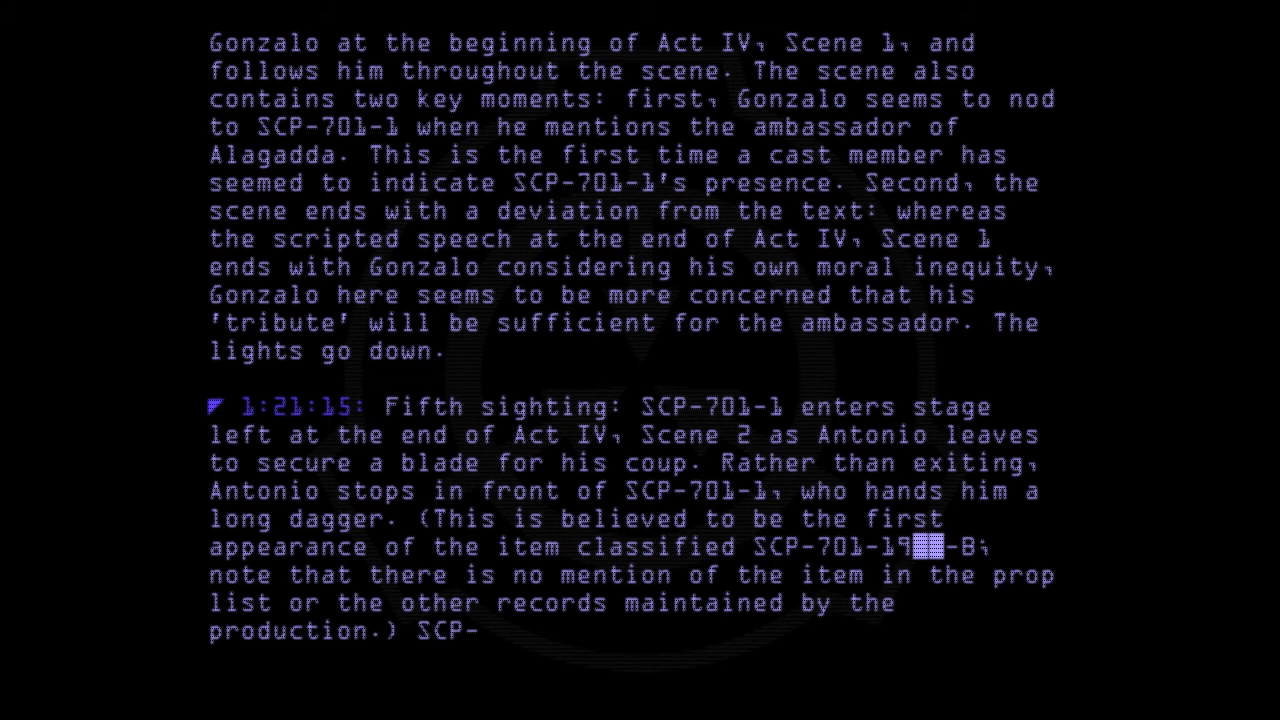 Gonzalo at the beginning of Act IV, Scene 1, and
follows him throughout the scene. The scene also
contains two key moments: first, Gonzalo seems to nod
to SCP-701-1 when he mentions the ambassador of
Alagadda. This is the first time a cast member has
seemed to indicate SCP-701-1's presence. Second, the
scene ends with a deviation from the text: whereas
the scripted speech at the end of Act IV, Scene 1
ends with Gonzalo considering his own moral inequity,
Gonzalo here seems to be more concerned that his
'tribute' will be sufficient for the ambassador. The
lights go down.
1:21:15: Fifth sighting: SCP-701-1 enters stage
left at the end of Act IV, Scene 2 as Antonio leaves
to secure a blade for his coup. Rather than exiting,
Antonio stops in front of SCP-701-1, who hands him a
long dagger. (This is believed to be the first
appearance of the item classified SCP-701-19██-B;
note that there is no mention of the item in the prop
list or the other records maintained by the
production.) SCP-